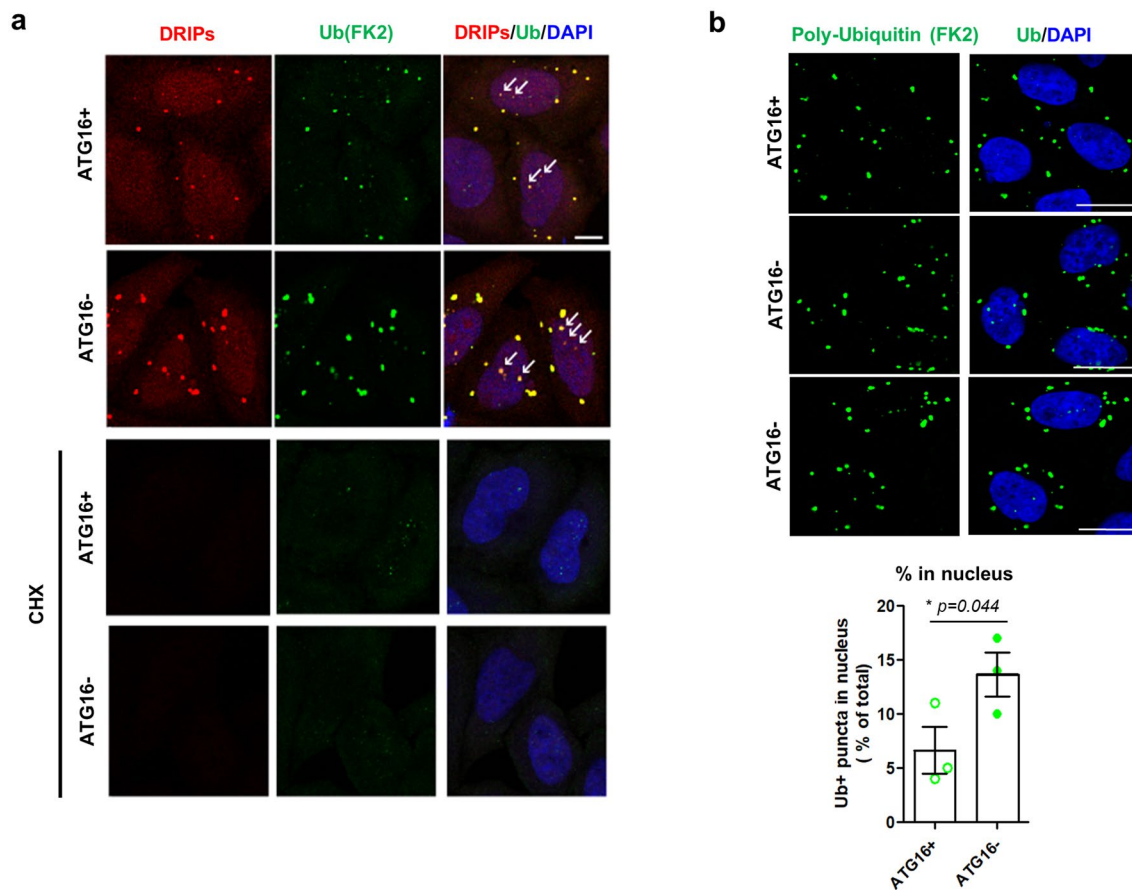 a
DRIPs
Ub(FK2)
DRIPs/Ub/DAPI
ATG16+
ATG16-
CHX
ATG16+
ATG16-
b
Poly-Ubiquitin (FK2)
Ub/DAPI
ATG16+
ATG16-
ATG16-
% in nucleus
* p=0.044
Ub+ puncta in nucleus
( % of total)
20
15
10
5
0
ATG16+
ATG16-